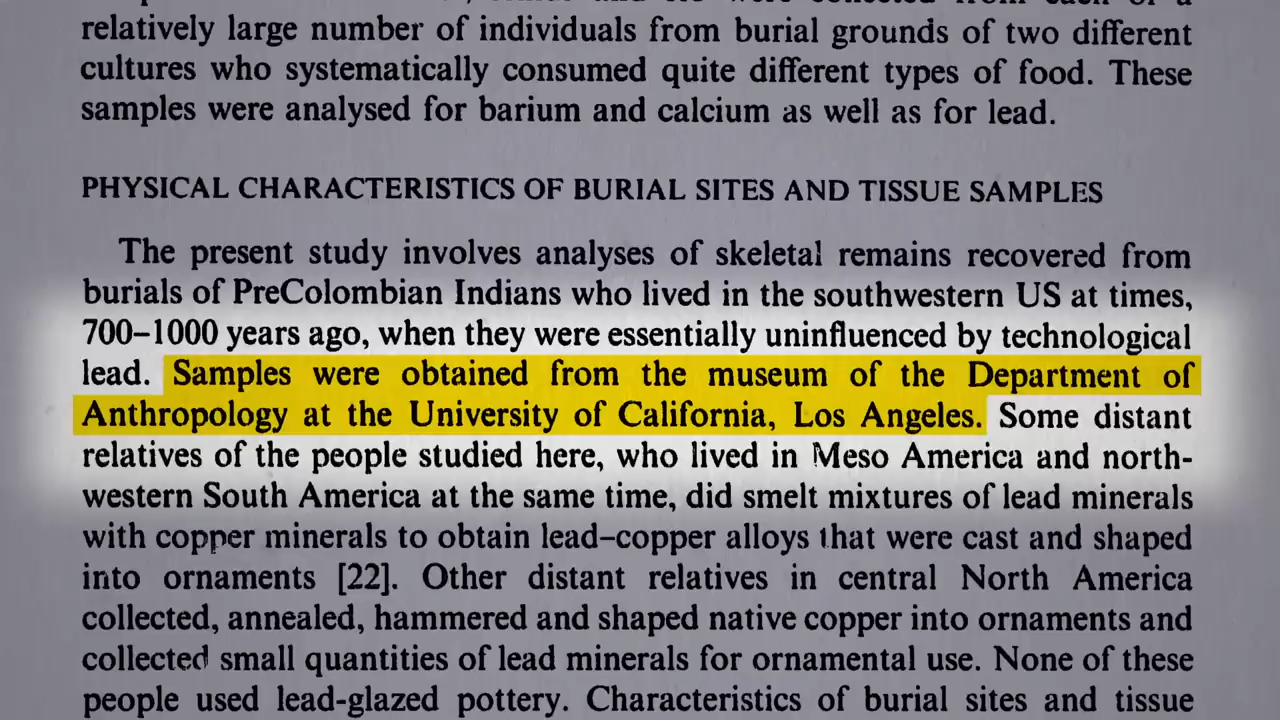 relatively large number of individuals from burial grounds of two different
cultures who systematically consumed quite different types of food. These
samples were analysed for barium and calcium as well as for lead.
PHYSICAL CHARACTERISTICS OF BURIAL SITES AND TISSUE SAMPLES
The present study involves analyses of skeletal remains recovered from
burials of PreColombian Indians who lived in the southwestern US at times,
700–1000 years ago, when they were essentially uninfluenced by technological
lead. Samples were obtained from the museum of the Department of
Anthropology at the University of California, Los Angeles. Some distant
relatives of the people studied here, who lived in Meso America and north-
western South America at the same time, did smelt mixtures of lead minerals
with copper minerals to obtain lead–copper alloys that were cast and shaped
into ornaments [22]. Other distant relatives in central North America
collected, annealed, hammered and shaped native copper into ornaments and
collected small quantities of lead minerals for ornamental use. None of these
people used lead-glazed pottery. Characteristics of burial sites and tissue